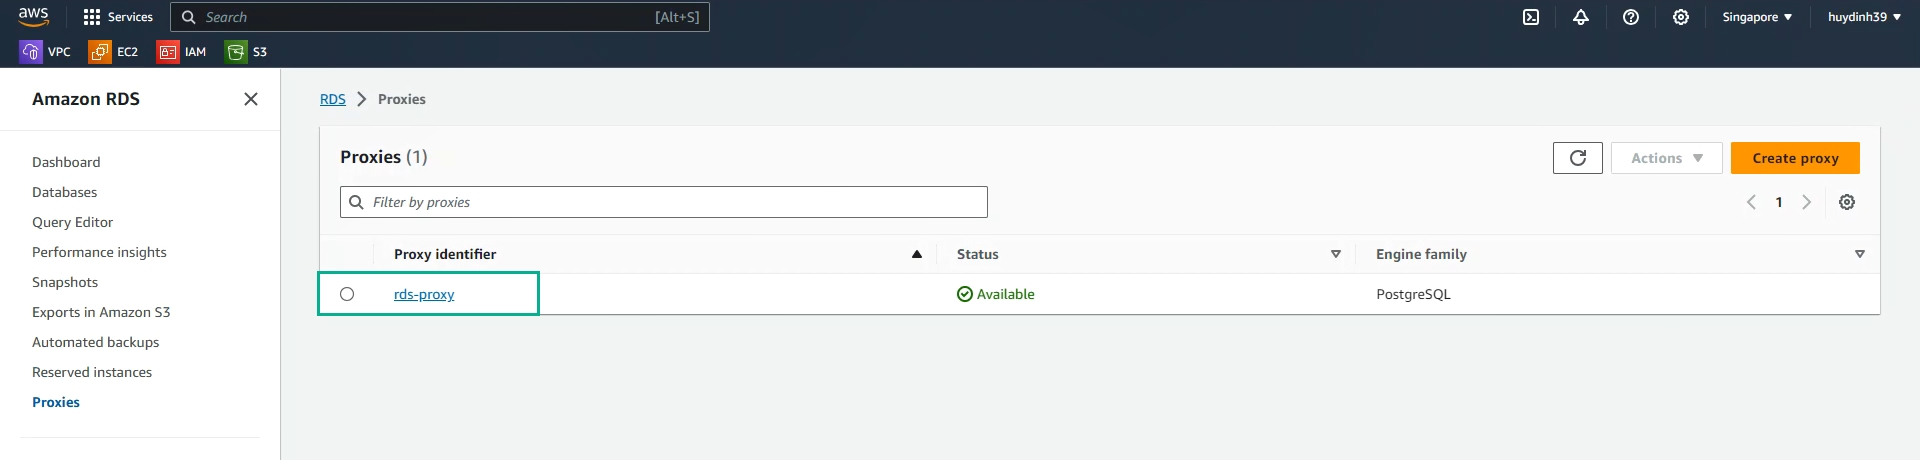 aws Services Search [Alt+S] Singapore huydinh39
VPC EC2 IAM S3
Amazon RDS
Dashboard
Databases
Query Editor
Performance insights
Snapshots
Exports in Amazon S3
Automated backups
Reserved instances
Proxies
RDS Proxies
Proxies (1) Actions Create proxy
Filter by proxies 1
Proxy identifier Status Engine family
rds-proxy Available PostgreSQL